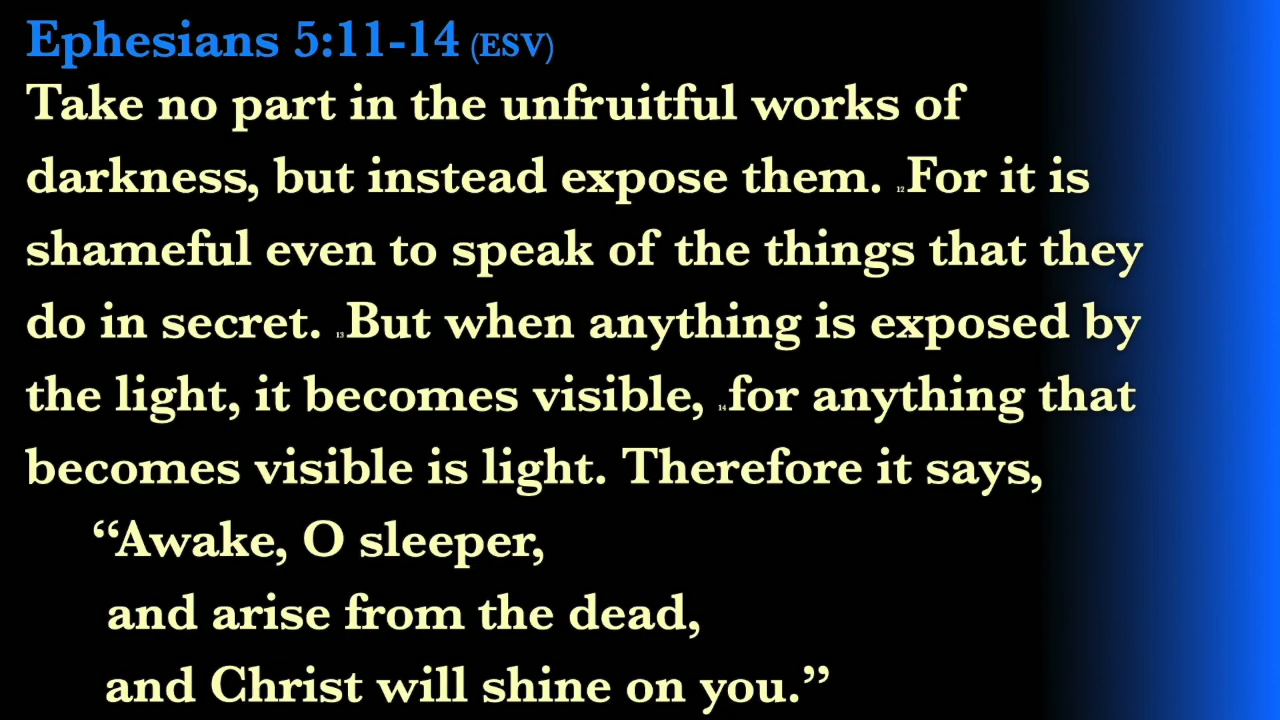 Ephesians 5:11-14 (ESV)
Take no part in the unfruitful works of
darkness, but instead expose them. 12For it is
shameful even to speak of the things that they
do in secret. 13But when anything is exposed by
the light, it becomes visible, 14for anything that
becomes visible is light. Therefore it says,
“Awake, O sleeper,
and arise from the dead,
and Christ will shine on you.”